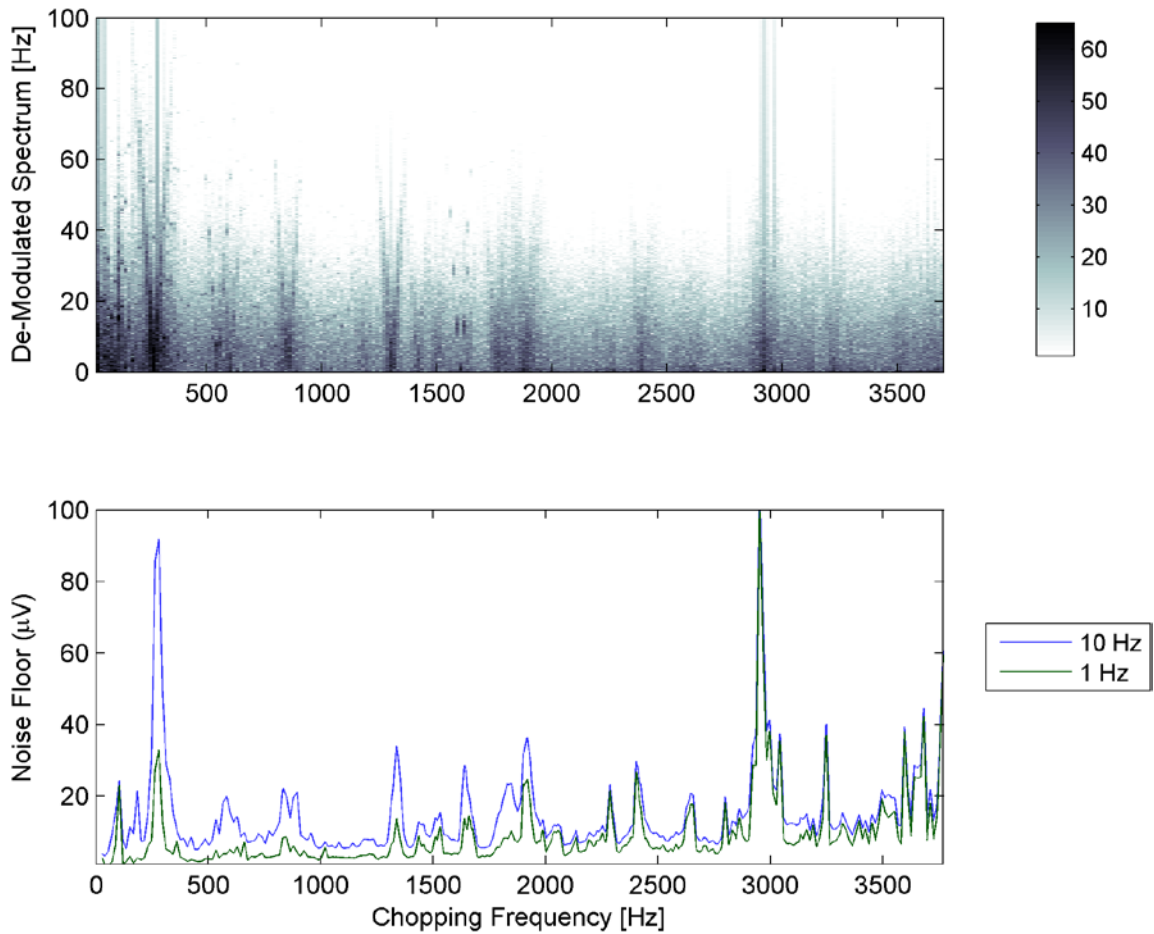 100
80
60
40
20
0
De-Modulated Spectrum [Hz]
500 1000 1500 2000 2500 3000 3500
60
50
40
30
20
10
100
80
60
40
20
Noise Floor (μV)
0 500 1000 1500 2000 2500 3000 3500
Chopping Frequency [Hz]
10 Hz
1 Hz